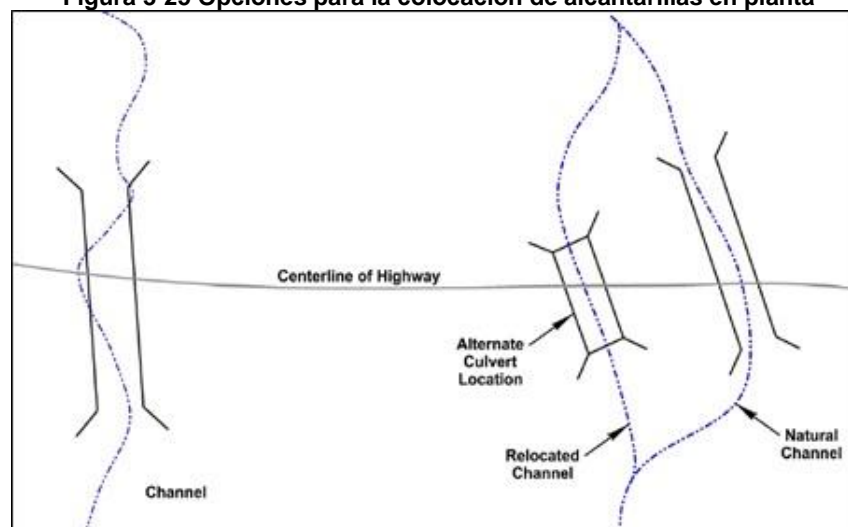 Figura 3-25 Opciones para la colocación de alcantarillas en planta
Centerline of Highway
Alternate
Culvert
Location
Relocated
Channel
Natural
Channel
Channel